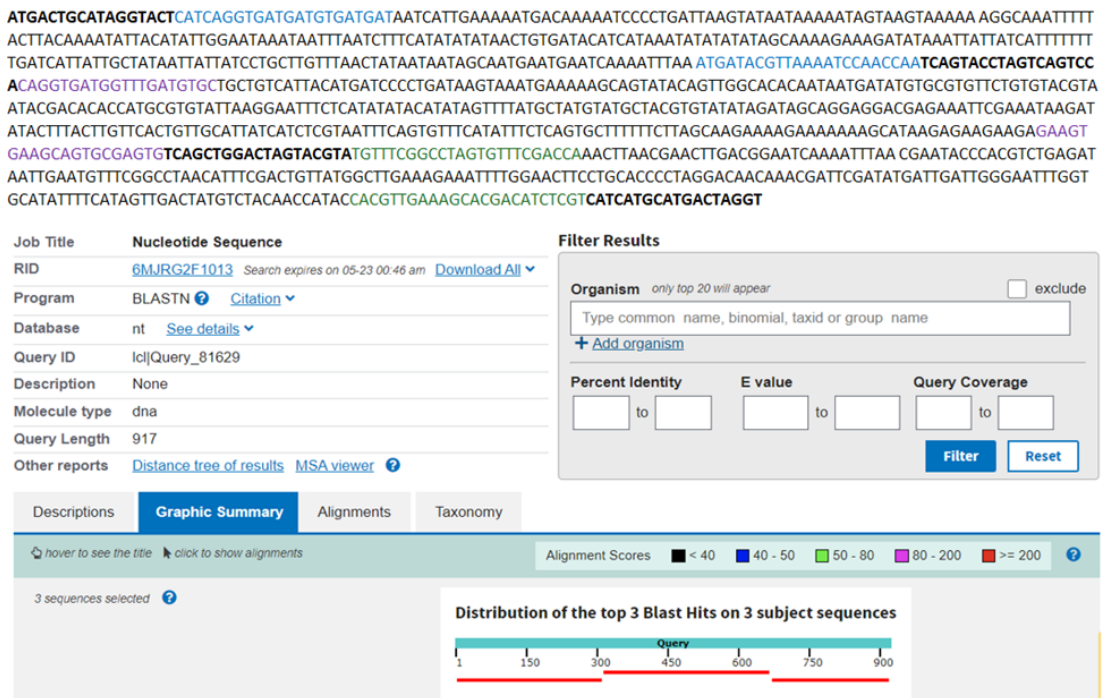 ATGACTGCATAGGTACTCATCAGGTGATGATGTGATGATAATCATTGAAAAATGACAAAAATCCCCTGATTAAGTATAATAAAAATAGTAAGTAAAAA AGGCAAATTTTT
ACTTACAAAATATTACATATTGGAATAAATAATTTAATCTTTCATATATATAACTGTGATACATCATAAATATATATATAGCAAAAGAAAGATATAAATTATTATCATTTTTTT
TGATCATTATTGCTATAATTATTATCCTGCTTGTTTAACTATAATAATAGCAATGAATGAATCAAAATTTAA ATGATACGTTAAAATCCAACCAATCAGTACCTAGTCAGTCC
ACAGGTGATGGTTTGATGTGCTGCTGTCATTACATGATCCCCTGATAAGTAAATGAAAAAGCAGTATACAGTTGGCACACAATAATGATATGTGCGTGTTCTGTGTACGTA
ATACGACACACCATGCGTGTATTAAGGAATTTCTCATATATACATATAGTTTTATGCTATGTATGCTACGTGTATATAGATAGCAGGAGGACGAGAAATTCGAAATAAGAT
ATACTTTACTTGTTCACTGTTGCATTATCATCTCGTAATTTCAGTGTTTCATATTTCTCAGTGCTTTTTTCTTAGCAAGAAAAGAAAAAAAGCATAAGAGAAGAAGAGAAGT
GAAGCAGTGCGAGTGTCAGCTGGACTAGTACGTATGTTTCGGCCTAGTGTTTCGACCAAACTTAACGAACTTGACGGAATCAAAATTTAA CGAATACCCACGTCTGAGAT
AATTGAATGTTTCGGCCTAACATTTCGACTGTTATGGCTTGAAAGAAATTTTGGAACTTCCTGCACCCCTAGGACAACAAACGATTCGATATGATTGATTGGGAATTTGGT
GCATATTTTCATAGTTGACTATGTCTACAACCATACCACGTTGAAAGCACGACATCTCGTCATCATGCATGACTAGGT
Job Title Nucleotide Sequence
RID 6MJRG2F1013 Search expires on 05-23 00:46 am Download All
Program BLASTN Citation
Database nt See details
Query ID lcl|Query_81629
Description None
Molecule type dna
Query Length 917
Other reports Distance tree of results MSA viewer
Filter Results
Organism only top 20 will appear exclude
Type common name, binomial, taxid or group name
+ Add organism
Percent Identity E value Query Coverage
to to to
Filter Reset
Descriptions Graphic Summary Alignments Taxonomy
hover to see the title click to show alignments
Alignment Scores < 40 40 - 50 50 - 80 80 - 200 >= 200
3 sequences selected
Distribution of the top 3 Blast Hits on 3 subject sequences
Query
1 150 300 450 600 750 900